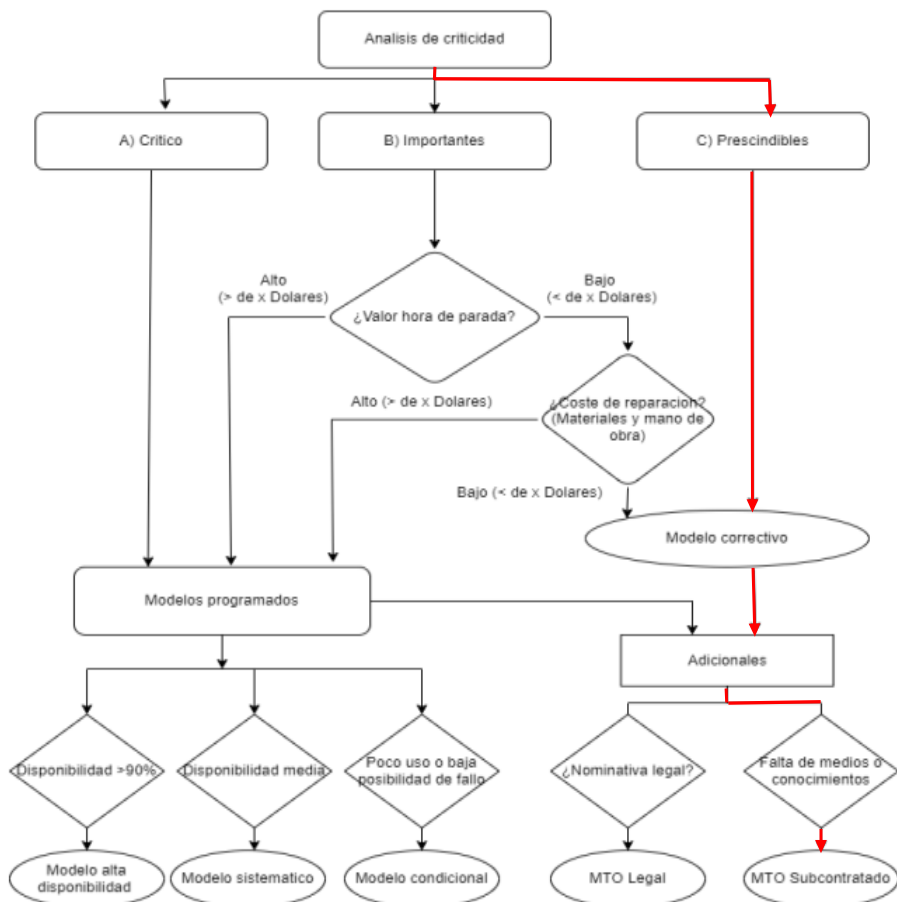 Analisis de criticidad
A) Critico
B) Importantes
C) Prescindibles
Alto
(> de x Dolares)
Bajo
(< de x Dolares)
¿Valor hora de parada?
Alto (> de x Dolares)
¿Coste de reparacion?
(Materiales y mano de
obra)
Bajo (< de x Dolares)
Modelo correctivo
Modelos programados
Adicionales
Disponibilidad >90%
Disponibilidad media
Poco uso o baja
posibilidad de fallo
¿Nominativa legal?
Falta de medios o
conocimientos
Modelo alta
disponibilidad
Modelo sistematico
Modelo condicional
MTO Legal
MTO Subcontratado